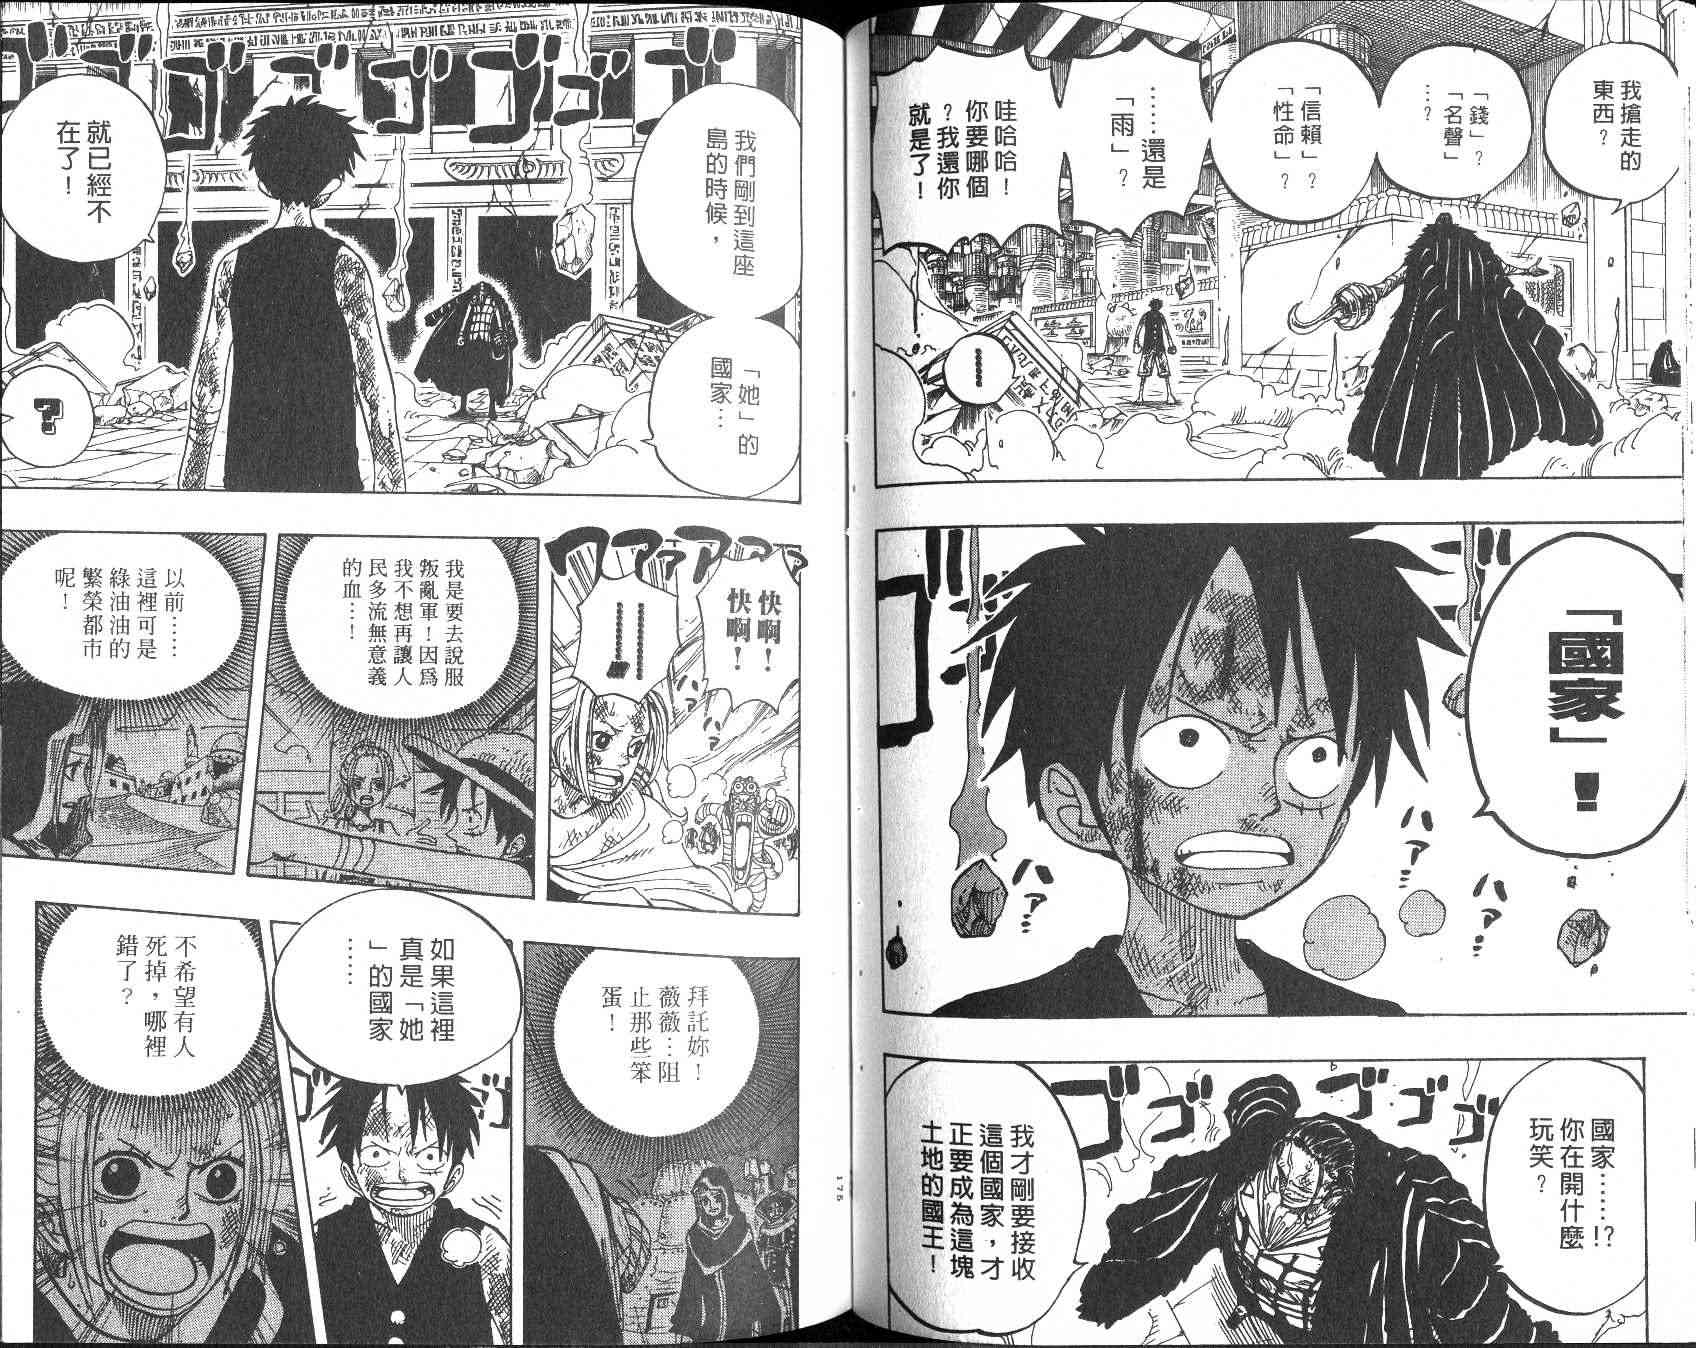 我搶走的
東西？
「錢」？
「名聲」
…？
「信賴」？
「性命」？
……還是
「雨」？
哇哈哈！
你要哪個
？我還你
就是了！
………
「國家」！
ハァ…
ハァ…
ハァ…
國家……!?
你在開什麼
玩笑？
ゴゴゴゴ
我才剛要接收
這個國家，才
正要成為這塊
土地的國王！
ゴゴゴゴゴゴゴ
我們剛到這座
島的時候，
「她」的
國家…
就已經不
在了！
？
ワァァアァァ
快啊！
快啊！
我是要去說服
叛亂軍！因為
我不想再讓人
民多流無意義
的血…！
以前……
這裡可是
綠油油的
繁榮都市
呢！
拜託妳！
薇薇…阻
止那些笨
蛋！
如果這裡
真是「她
」的國家
……
不希望有人
死掉，哪裡
錯了？
175